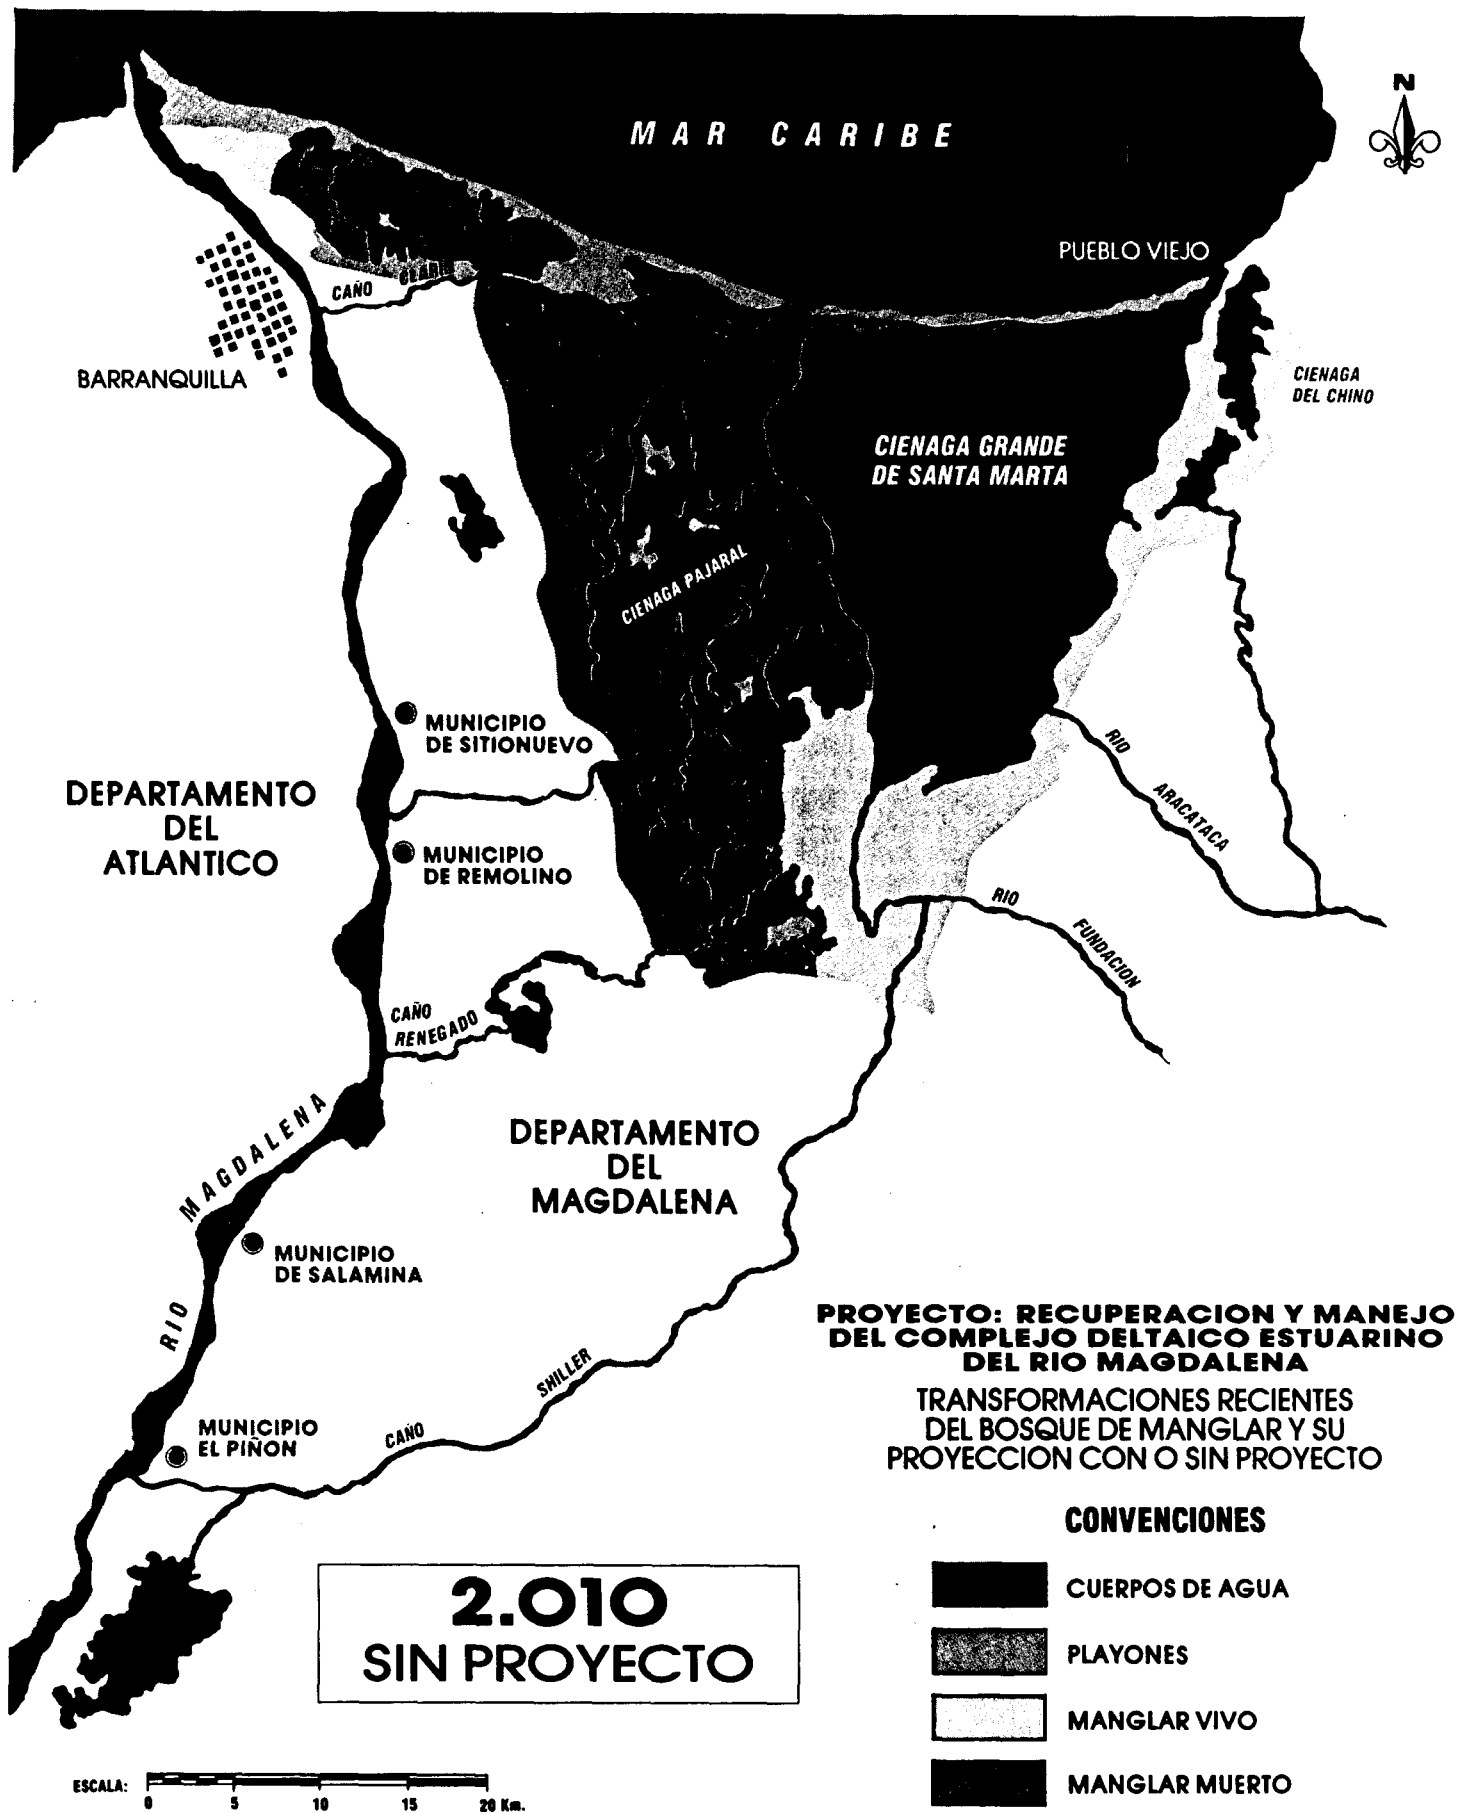 N
MAR CARIBE
PUEBLO VIEJO
CAÑO CLARIN
BARRANQUILLA
CIENAGA
DEL CHINO
CIENAGA GRANDE
DE SANTA MARTA
CIENAGA PAJARAL
MUNICIPIO
DE SITIONUEVO
RIO ARACATACA
DEPARTAMENTO
DEL
ATLANTICO
MUNICIPIO
DE REMOLINO
RIO FUNDACION
CAÑO
RENEGADO
RIO MAGDALENA
DEPARTAMENTO
DEL
MAGDALENA
MUNICIPIO
DE SALAMINA
CAÑO SHILLER
MUNICIPIO
EL PIÑON
PROYECTO: RECUPERACION Y MANEJO
DEL COMPLEJO DELTAICO ESTUARINO
DEL RIO MAGDALENA
TRANSFORMACIONES RECIENTES
DEL BOSQUE DE MANGLAR Y SU
PROYECCION CON O SIN PROYECTO
CONVENCIONES
CUERPOS DE AGUA
PLAYONES
MANGLAR VIVO
MANGLAR MUERTO
2.010
SIN PROYECTO
ESCALA:
0 5 10 15 20 Km.